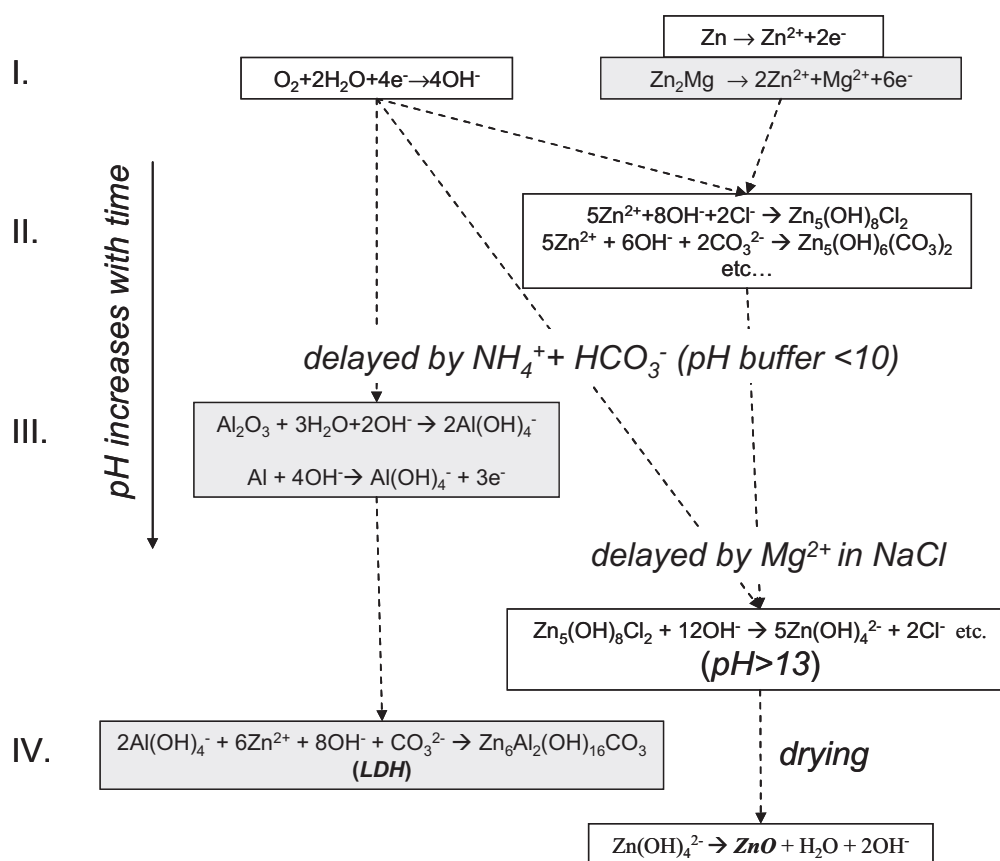 Zn → Zn²⁺+2e⁻
I.
O₂+2H₂O+4e⁻→4OH⁻
Zn₂Mg → 2Zn²⁺+Mg²⁺+6e⁻
pH increases with time
II.
5Zn²⁺+8OH⁻+2Cl⁻ → Zn₅(OH)₈Cl₂
5Zn²⁺ + 6OH⁻ + 2CO₃²⁻ → Zn₅(OH)₆(CO₃)₂
etc…
delayed by NH₄⁺+ HCO₃⁻ (pH buffer <10)
III.
Al₂O₃ + 3H₂O+2OH⁻→ 2Al(OH)₄⁻
Al + 4OH⁻→ Al(OH)₄⁻ + 3e⁻
delayed by Mg²⁺ in NaCl
Zn₅(OH)₈Cl₂ + 12OH⁻ → 5Zn(OH)₄²⁻ + 2Cl⁻ etc.
(pH>13)
IV.
2Al(OH)₄⁻ + 6Zn²⁺ + 8OH⁻ + CO₃²⁻ → Zn₆Al₂(OH)₁₆CO₃
(LDH)
drying
Zn(OH)₄²⁻ → ZnO + H₂O + 2OH⁻